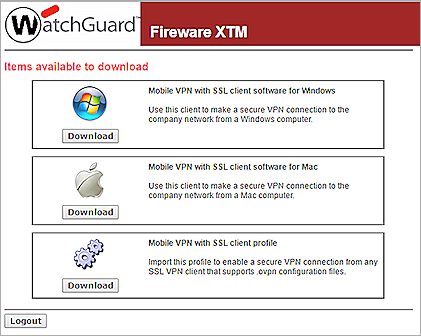 WatchGuard™
Fireware XTM
Items available to download
Mobile VPN with SSL client software for Windows
Use this client to make a secure VPN connection to the
company network from a Windows computer.
Download
Mobile VPN with SSL client software for Mac
Use this client to make a secure VPN connection to the
company network from a Mac computer.
Download
Mobile VPN with SSL client profile
Import this profile to enable a secure VPN connection from any
SSL VPN client that supports .ovpn configuration files.
Download
Logout